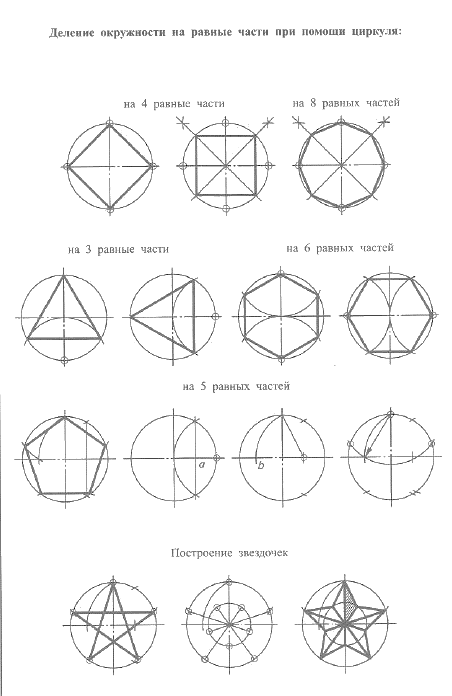 Деление окружности на равные части при помощи циркуля:
на 4 равные части
на 8 равных частей
на 3 равные части
на 6 равных частей
на 5 равных частей
a
b
Построение звездочек